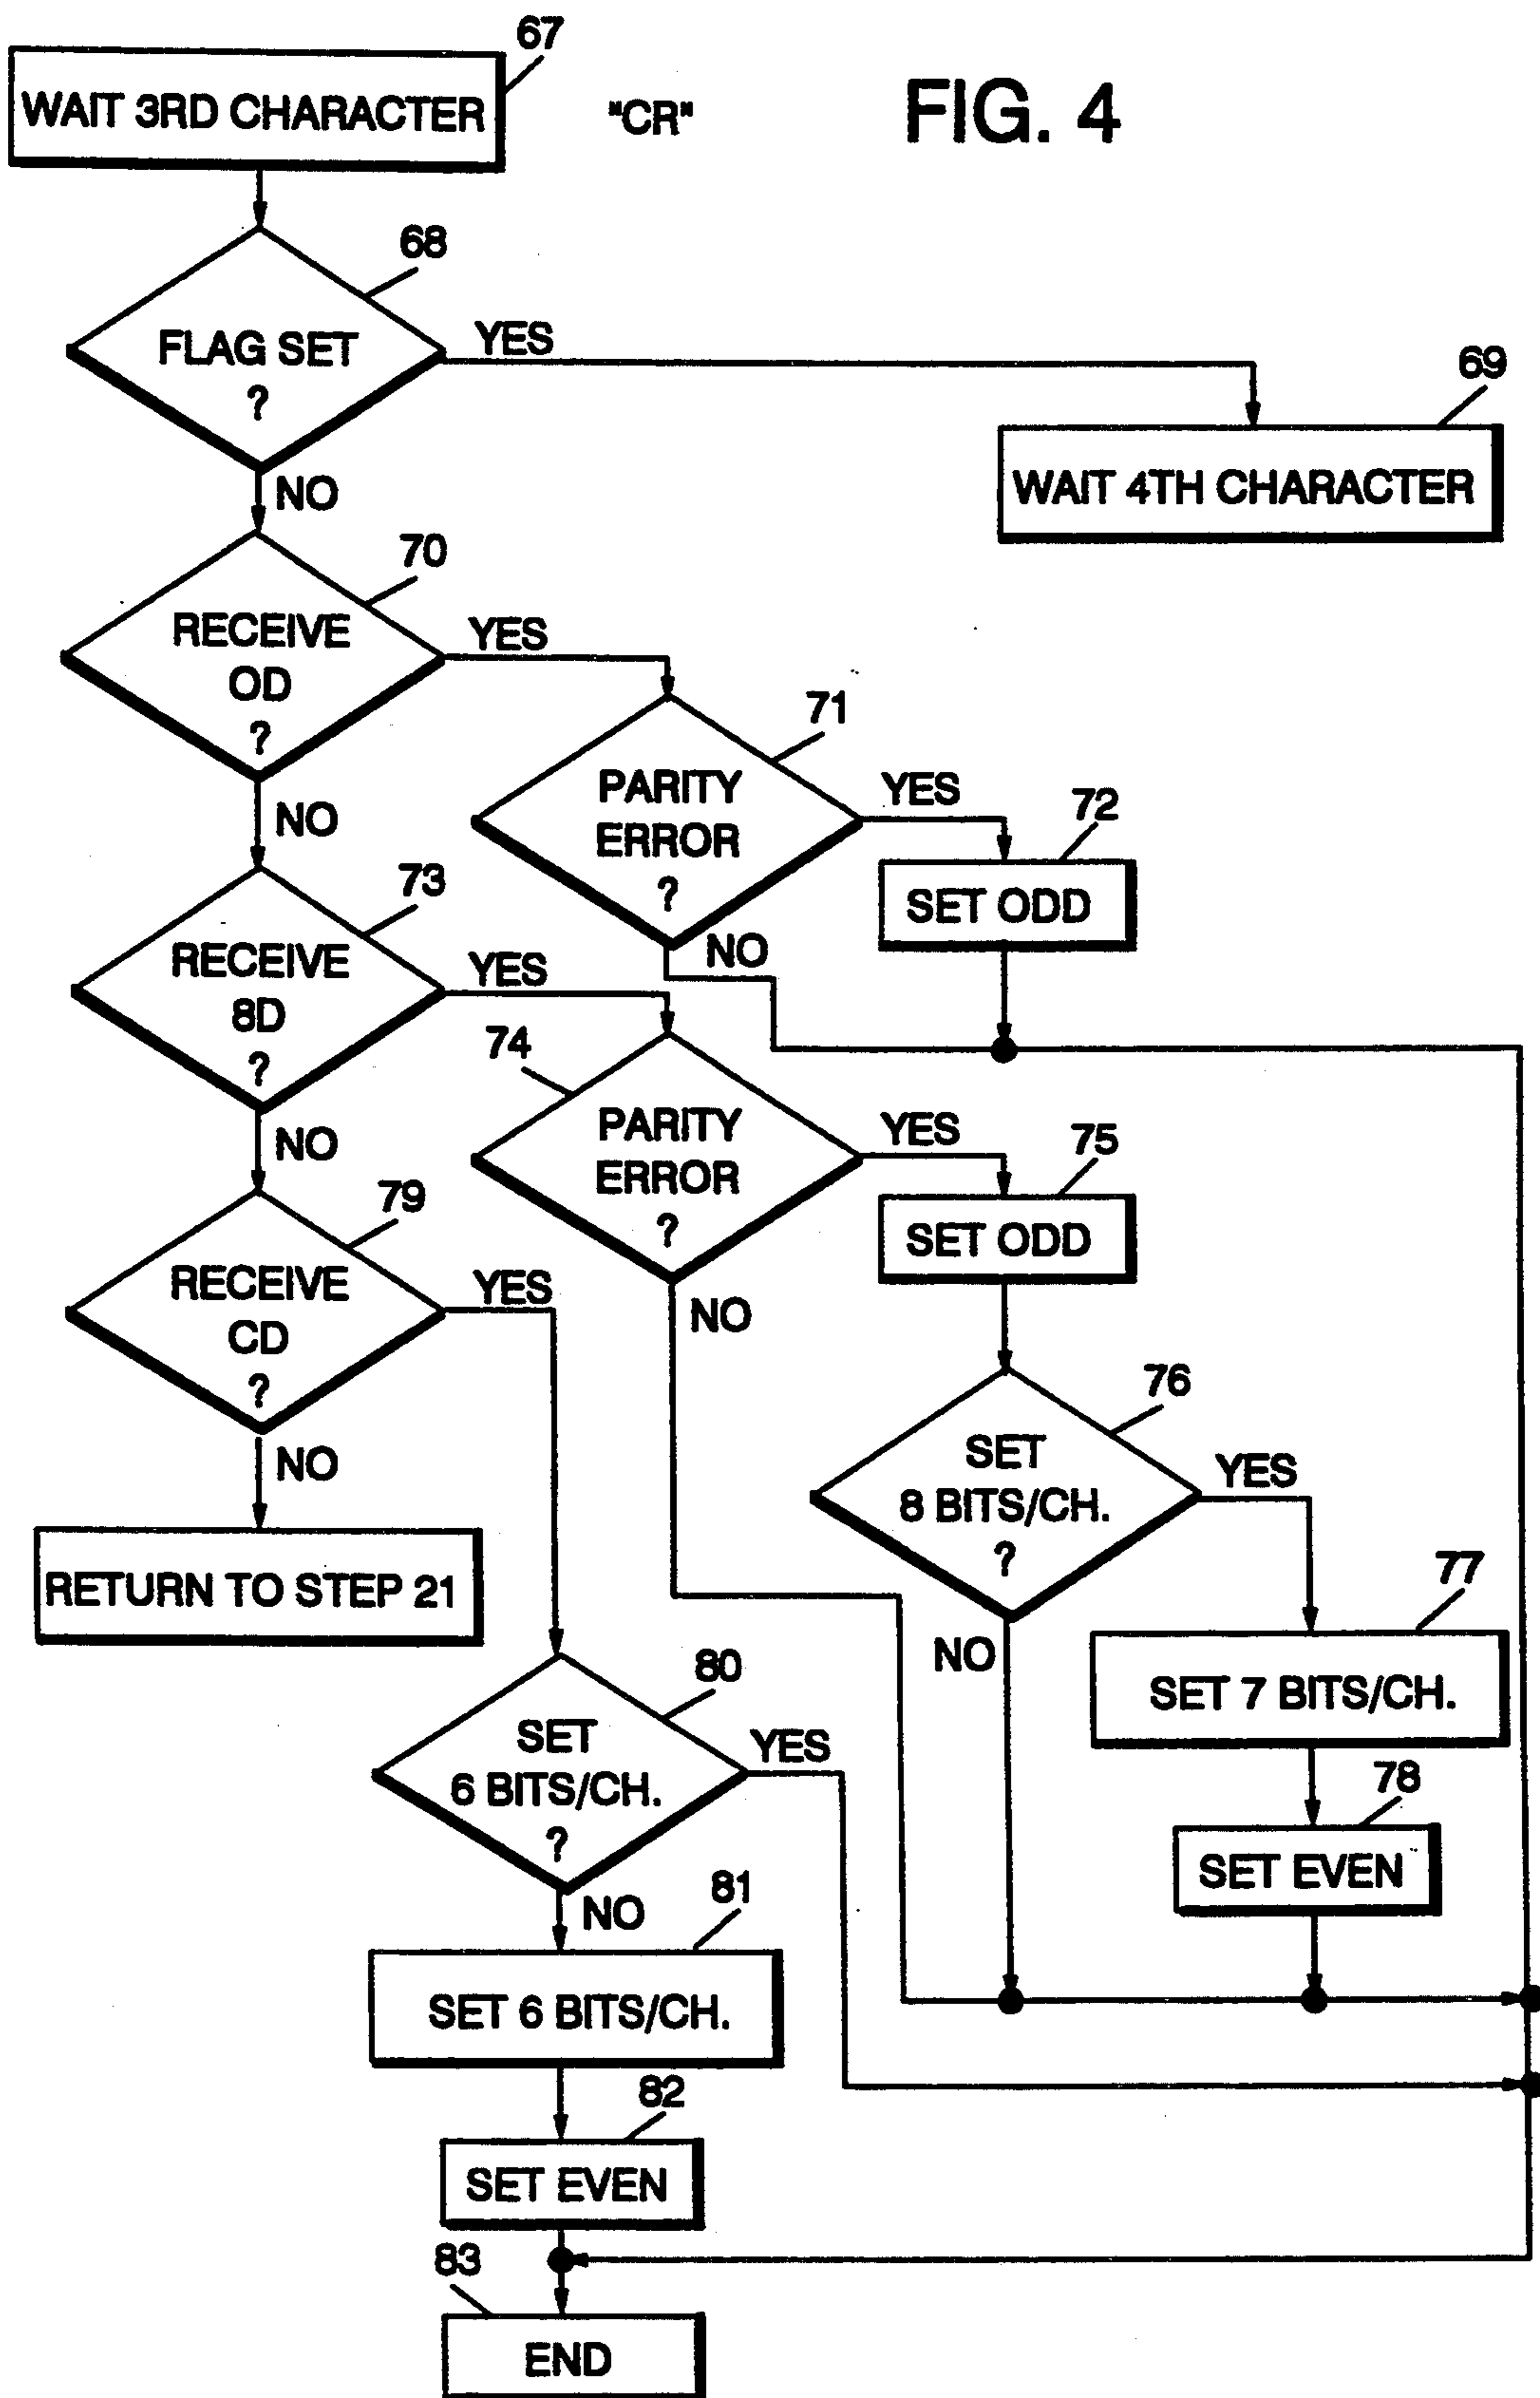 67
WAIT 3RD CHARACTER
"CR"
FIG. 4
68
FLAG SET
?
YES
NO
69
WAIT 4TH CHARACTER
70
RECEIVE
OD
?
YES
NO
71
PARITY
ERROR
?
YES
NO
72
SET ODD
73
RECEIVE
8D
?
YES
NO
74
PARITY
ERROR
?
YES
NO
75
SET ODD
76
SET
8 BITS/CH.
?
YES
NO
77
SET 7 BITS/CH.
78
SET EVEN
79
RECEIVE
CD
?
YES
NO
RETURN TO STEP 21
80
SET
6 BITS/CH.
?
YES
NO
81
SET 6 BITS/CH.
82
SET EVEN
83
END